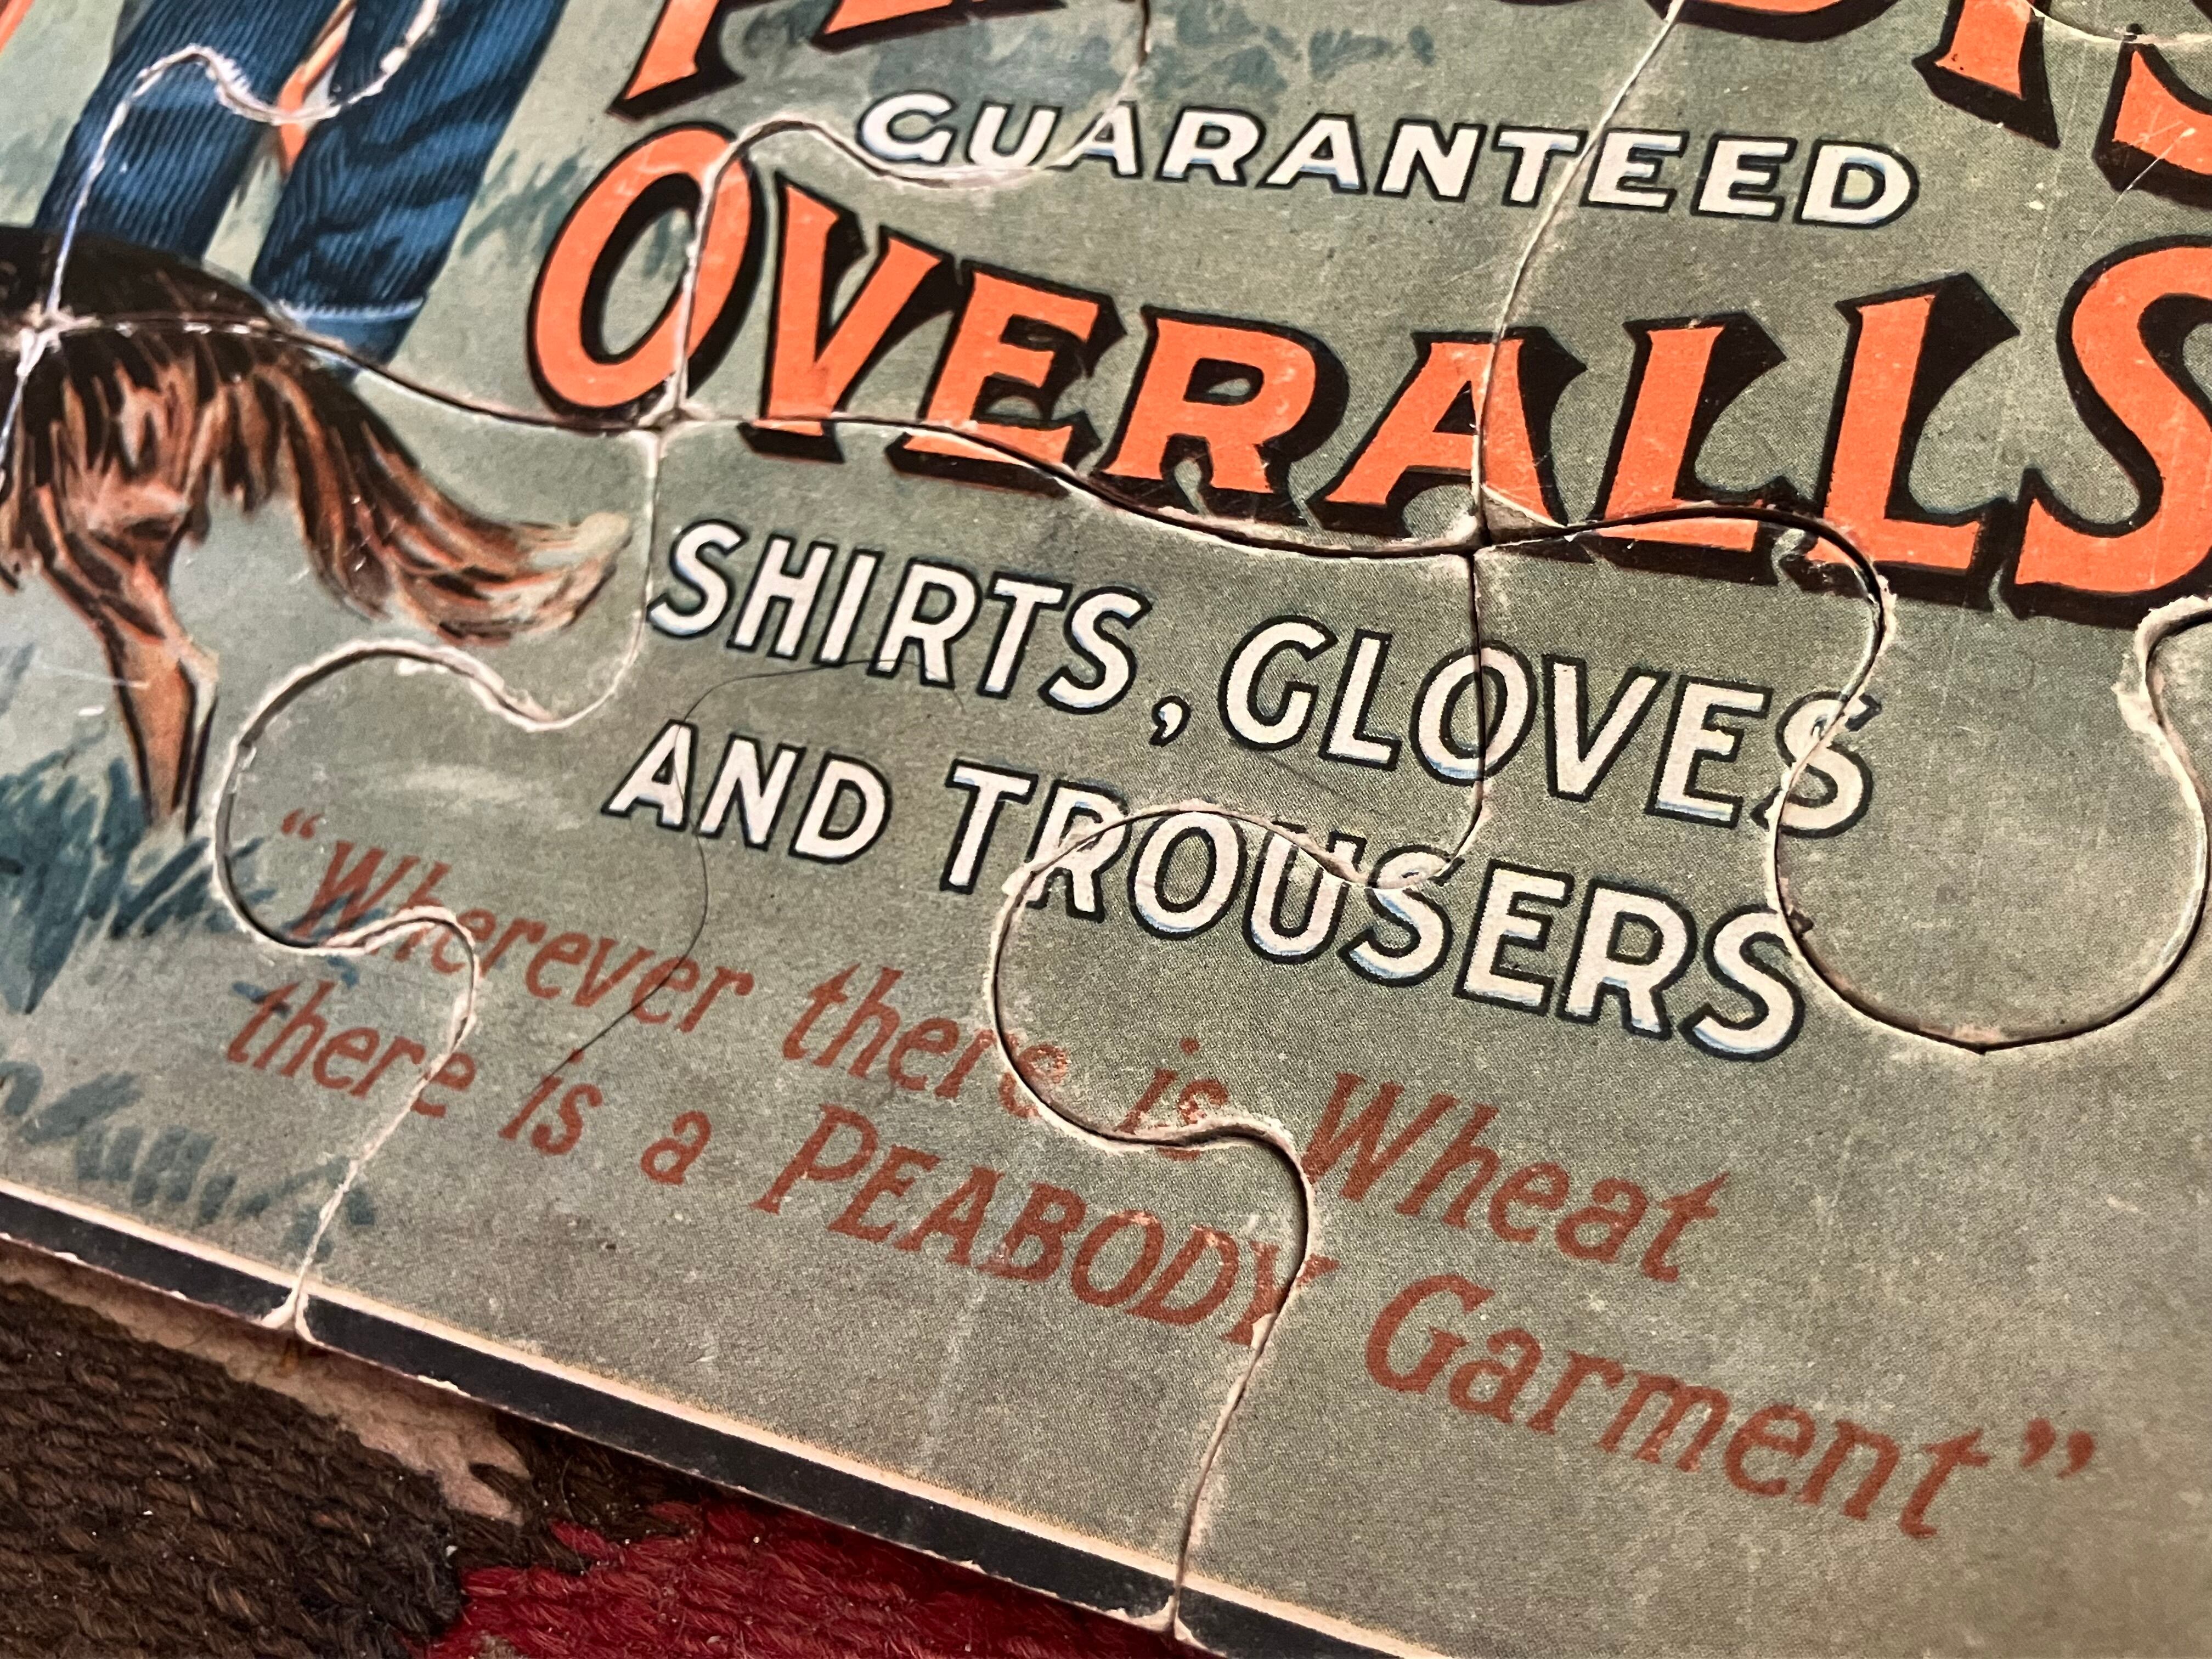 GUARANTEED
OVERALLS
SHIRTS, GLOVES
AND TROUSERS
“Wherever there is Wheat
there is a PEABODY Garment”